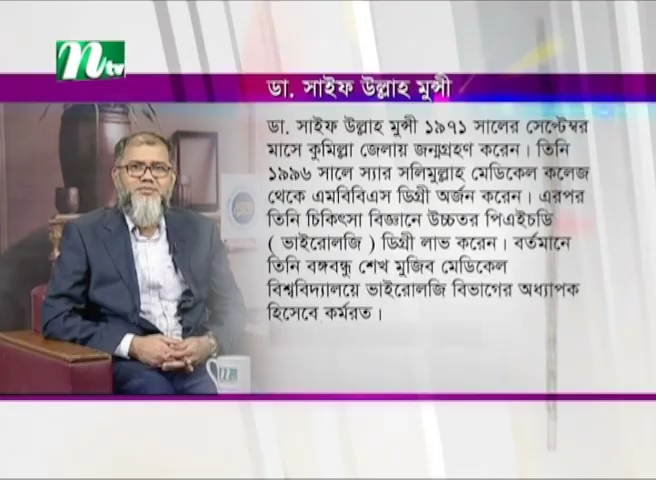 ntv
ডা. সাইফ উল্লাহ মুন্সী
ডা. সাইফ উল্লাহ মুন্সী ১৯৭১ সালের সেপ্টেম্বর
মাসে কুমিল্লা জেলায় জন্মগ্রহণ করেন। তিনি
১৯৯৬ সালে স্যার সলিমুল্লাহ মেডিকেল কলেজ
থেকে এমবিবিএস ডিগ্রী অর্জন করেন। এরপর
তিনি চিকিৎসা বিজ্ঞানে উচ্চতর পিএইচডি
( ভাইরোলজি ) ডিগ্রী লাভ করেন। বর্তমানে
তিনি বঙ্গবন্ধু শেখ মুজিব মেডিকেল
বিশ্ববিদ্যালয়ে ভাইরোলজি বিভাগের অধ্যাপক
হিসেবে কর্মরত।